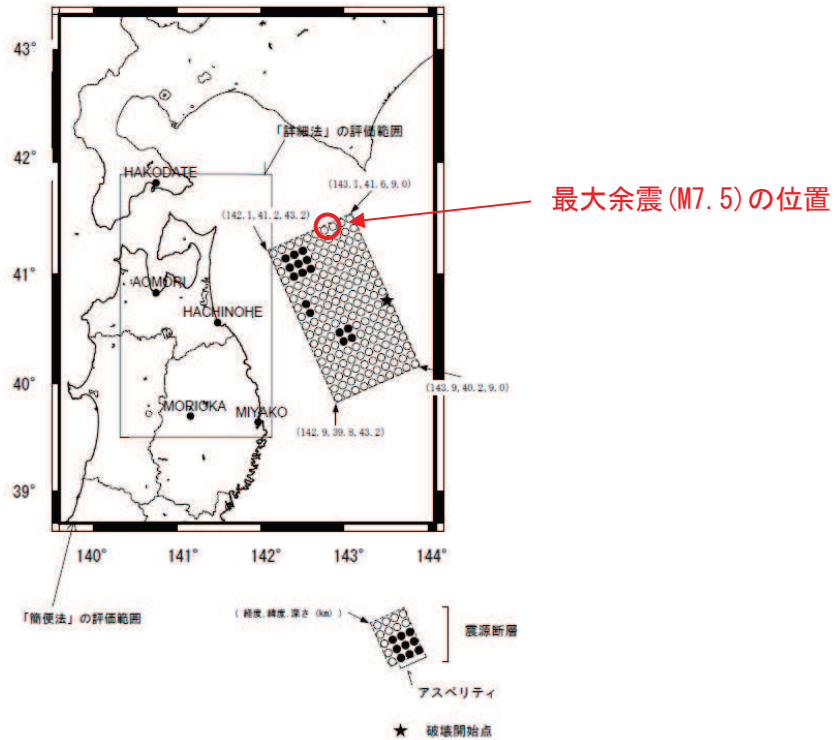 43°
42°
41°
40°
39°
「詳細法」の評価範囲
HAKODATE
(143.1, 41.6, 9.0)
最大余震(M7.5)の位置
(142.1, 41.2, 43.2)
AOMORI
HACHINOHE
(143.9, 40.2, 9.0)
MORIOKA
MIYAKO
(142.9, 39.8, 43.2)
140°
141°
142°
143°
144°
「簡便法」の評価範囲
( 経度, 緯度, 深さ (km) )
震源断層
アスペリティ
★ 破壊開始点